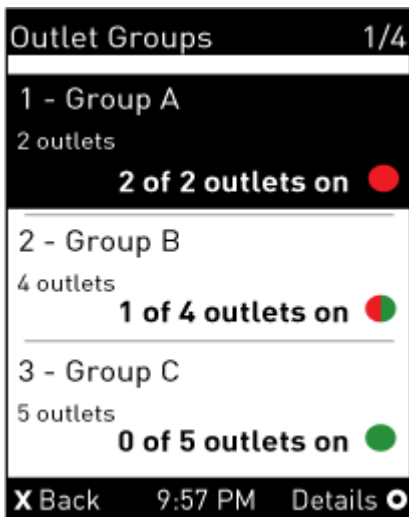 Outlet Groups 1/4
1 - Group A
2 outlets
2 of 2 outlets on
2 - Group B
4 outlets
1 of 4 outlets on
3 - Group C
5 outlets
0 of 5 outlets on
X Back 9:57 PM Details